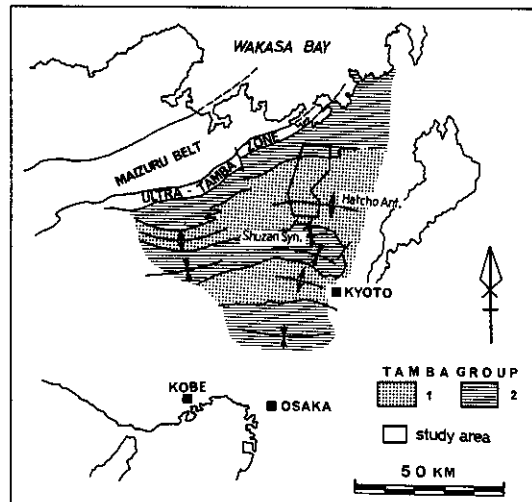 WAKASA BAY
MAIZURU BELT
ULTRA - TAMBA ZONE
Hatcho Ant.
Shuzan Syn.
KYOTO
TAMBA GROUP
1 2
KOBE
OSAKA
study area
50 KM